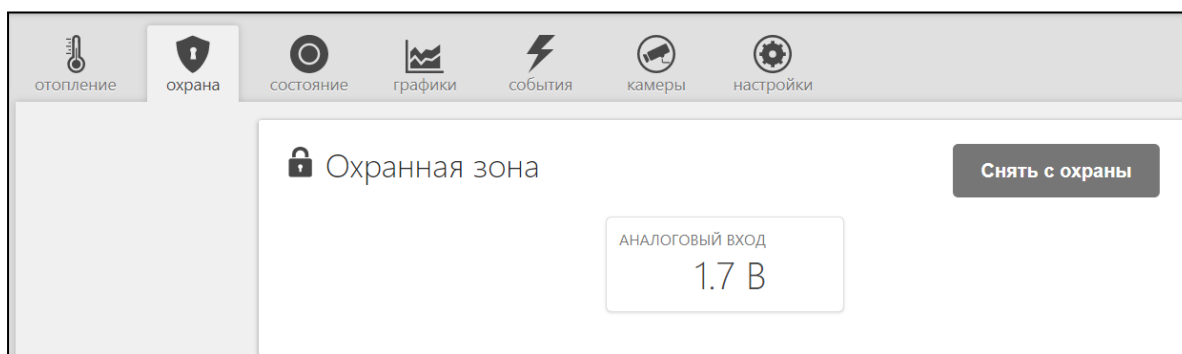 отопление охрана состояние графики события камеры настройки
Охранная зона Снять с охраны
АНАЛОГОВЫЙ ВХОД
1.7 В